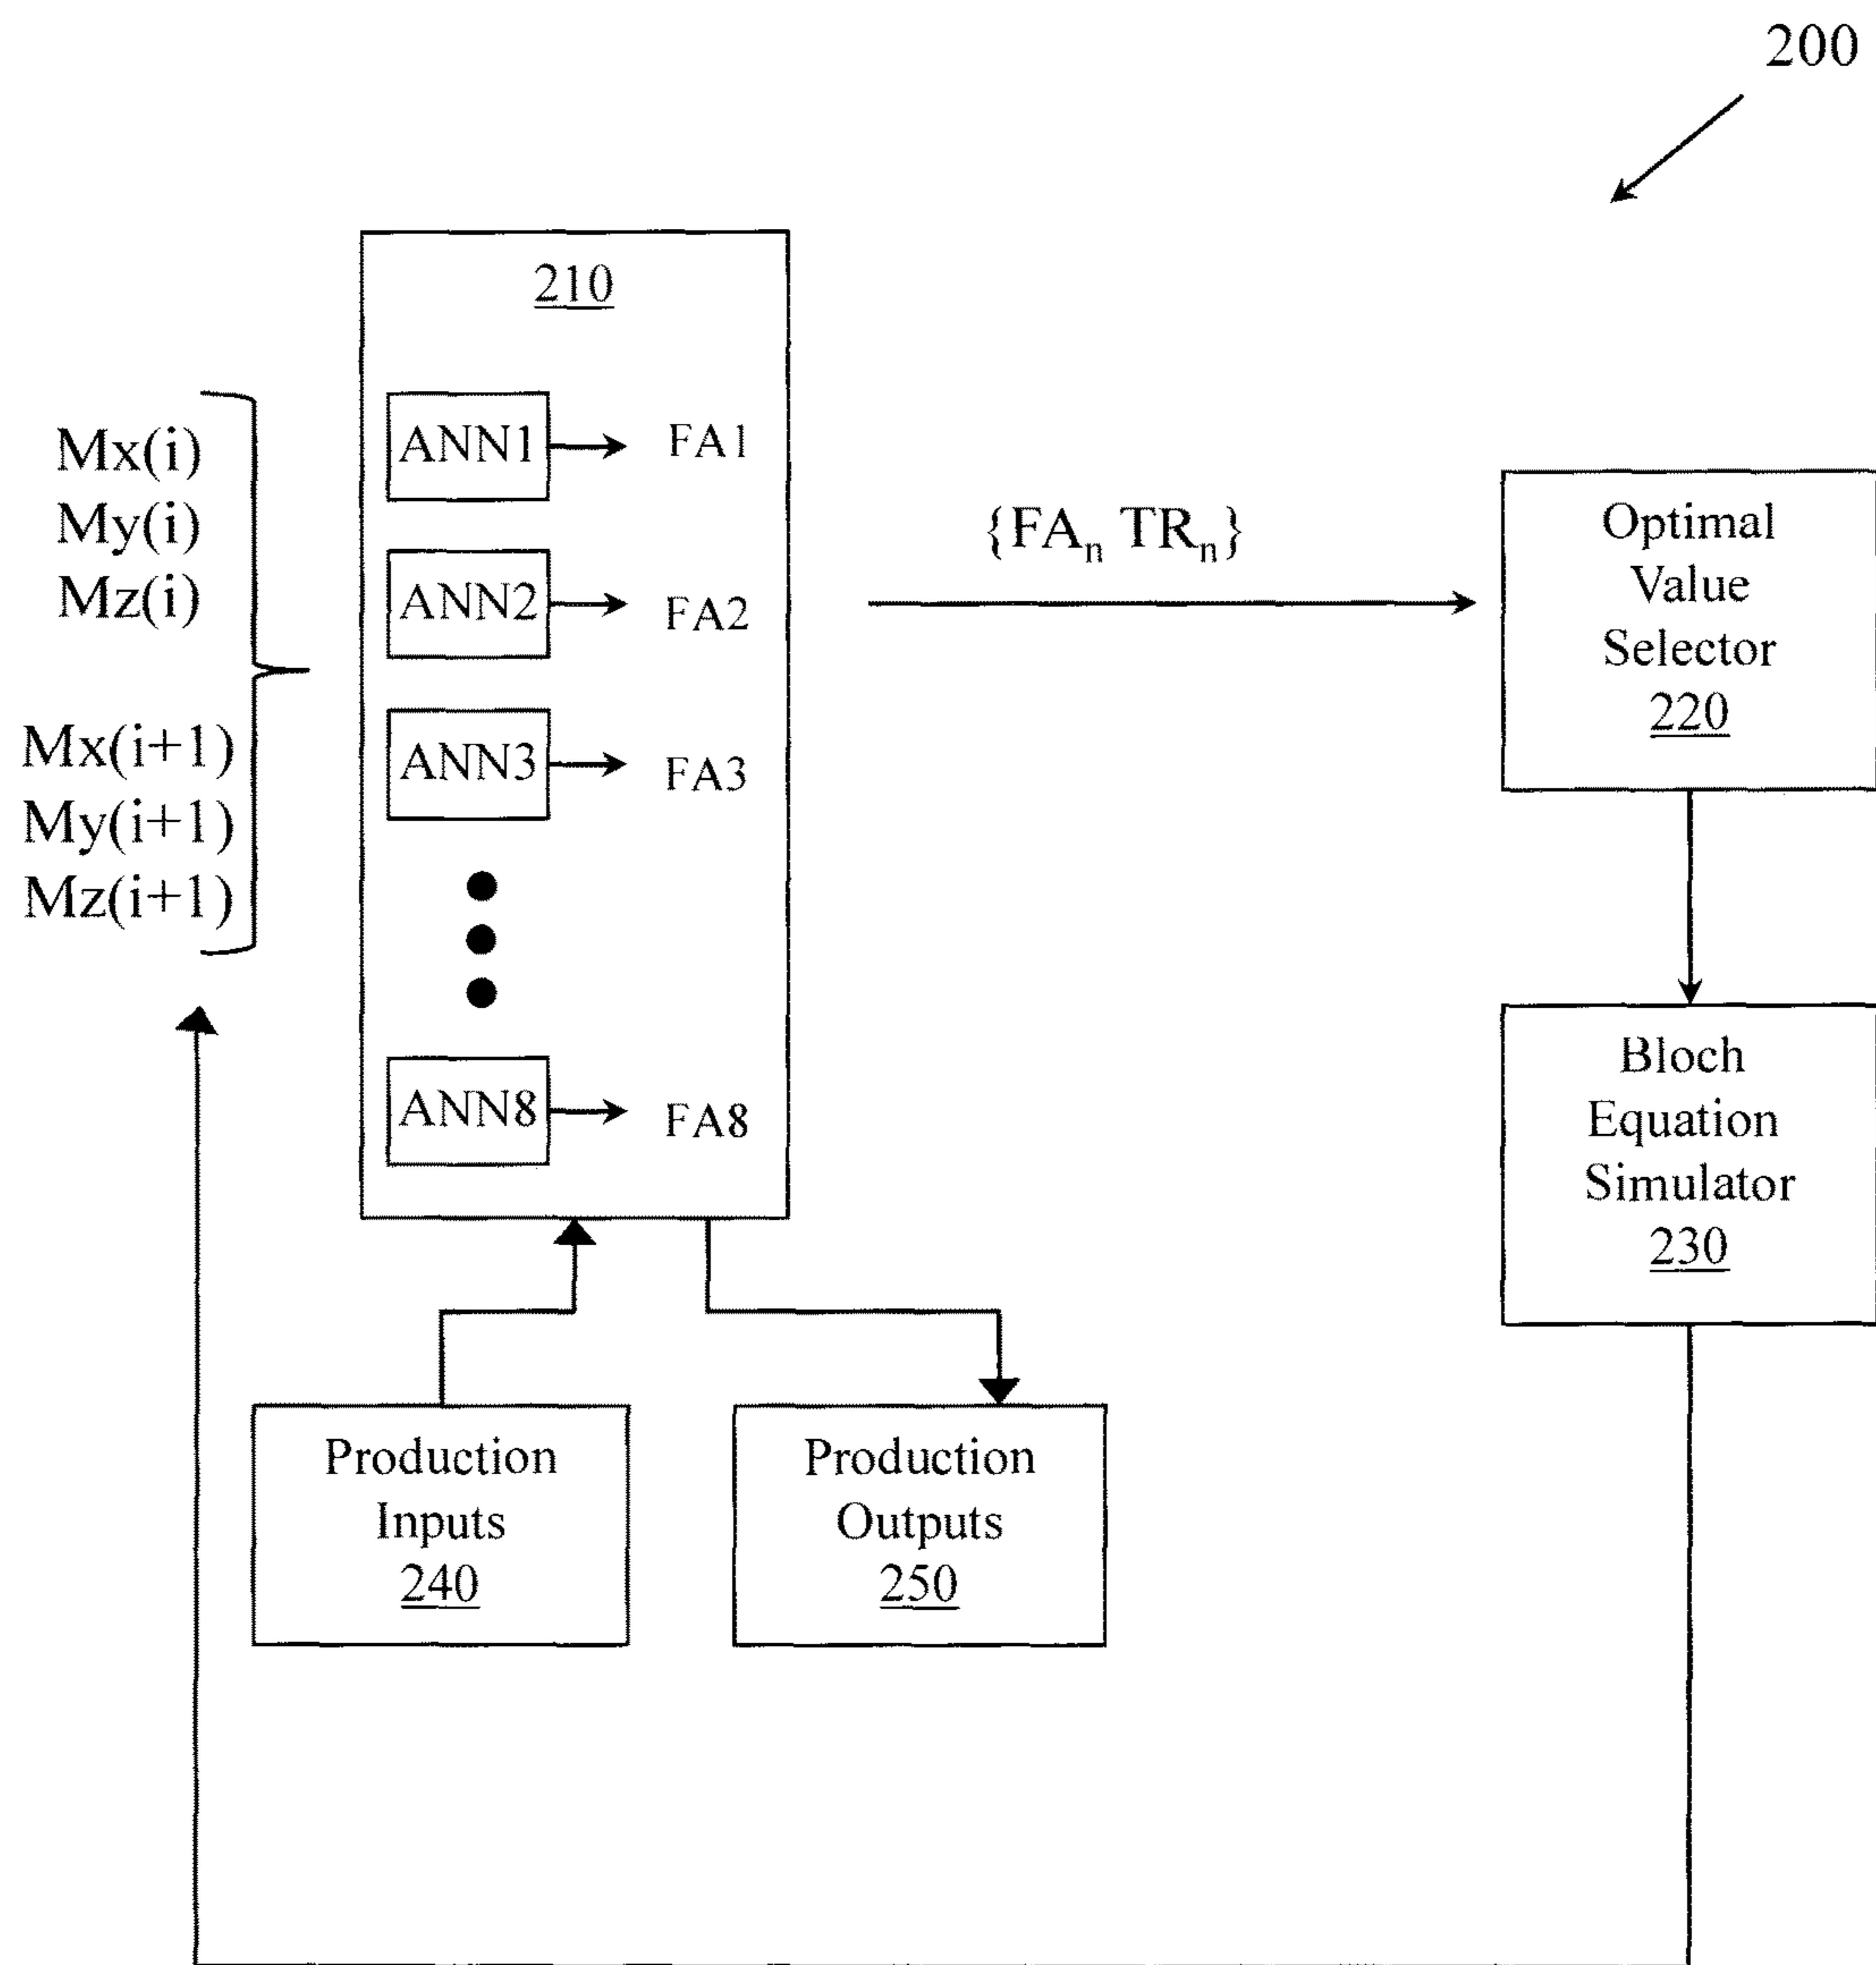 200
210
Mx(i)
My(i)
Mz(i)
Mx(i+1)
My(i+1)
Mz(i+1)
ANN1
FA1
ANN2
FA2
ANN3
FA3
ANN8
FA8
{FAn TRn}
Optimal
Value
Selector
220
Bloch
Equation
Simulator
230
Production
Inputs
240
Production
Outputs
250